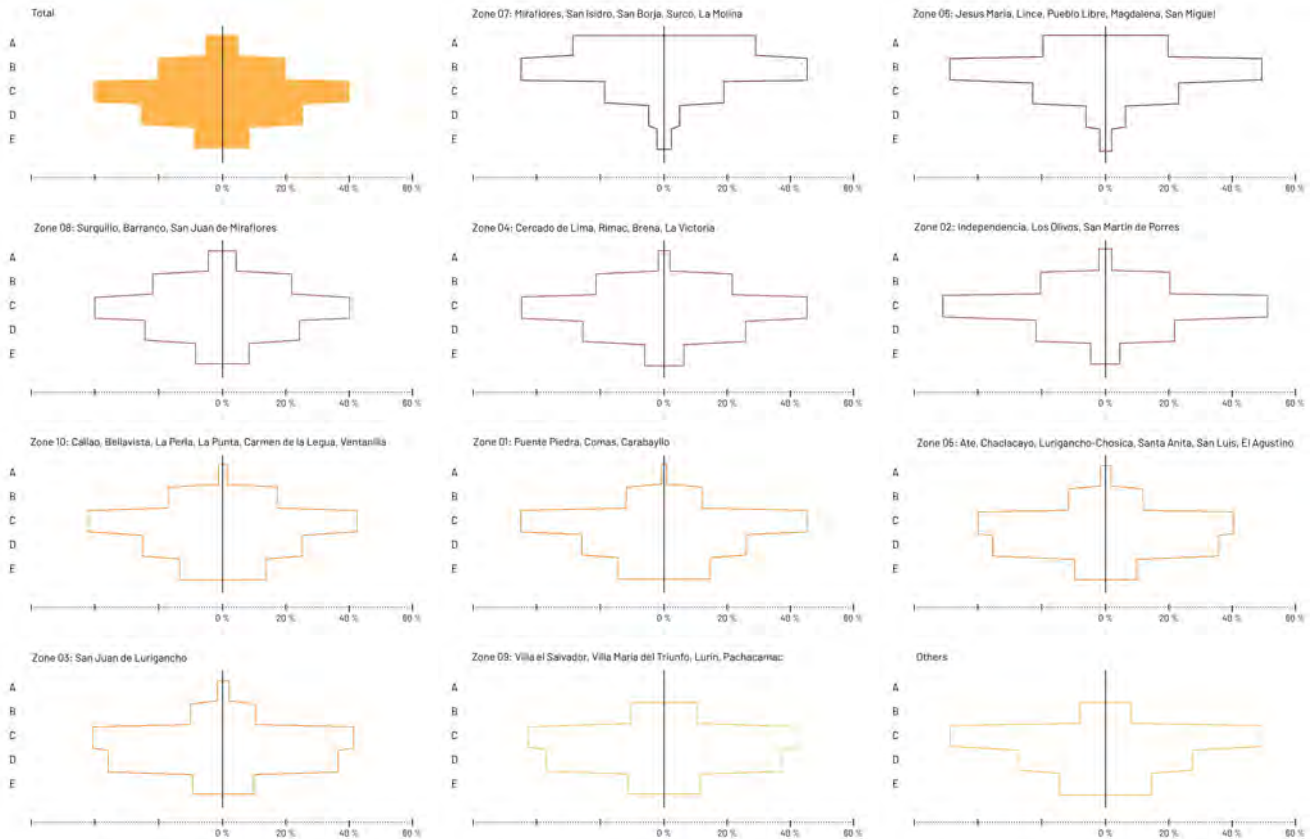 Total
A
B
C
D
E
0 %
20 %
40 %
60 %
Zone 07: Miraflores, San Isidro, San Borja, Surco, La Molina
A
B
C
D
E
0 %
20 %
40 %
60 %
Zone 06: Jesus Maria, Lince, Pueblo Libre, Magdalena, San Miguel
A
B
C
D
E
0 %
20 %
40 %
60 %
Zone 08: Surquillo, Barranco, San Juan de Miraflores
A
B
C
D
E
0 %
20 %
40 %
60 %
Zone 04: Cercado de Lima, Rimac, Brena, La Victoria
A
B
C
D
E
0 %
20 %
40 %
60 %
Zone 02: Independencia, Los Olivos, San Martin de Porres
A
B
C
D
E
0 %
20 %
40 %
60 %
Zone 10: Callao, Bellavista, La Perla, La Punta, Carmen de la Legua, Ventanilla
A
B
C
D
E
0 %
20 %
40 %
60 %
Zone 01: Puente Piedra, Comas, Carabayllo
A
B
C
D
E
0 %
20 %
40 %
60 %
Zone 05: Ate, Chaclacayo, Lurigancho-Chosica, Santa Anita, San Luis, El Agustino
A
B
C
D
E
0 %
20 %
40 %
60 %
Zone 03: San Juan de Lurigancho
A
B
C
D
E
0 %
20 %
40 %
60 %
Zone 09: Villa el Salvador, Villa Maria del Triunfo, Lurin, Pachacamac
A
B
C
D
E
0 %
20 %
40 %
60 %
Others
A
B
C
D
E
0 %
20 %
40 %
60 %